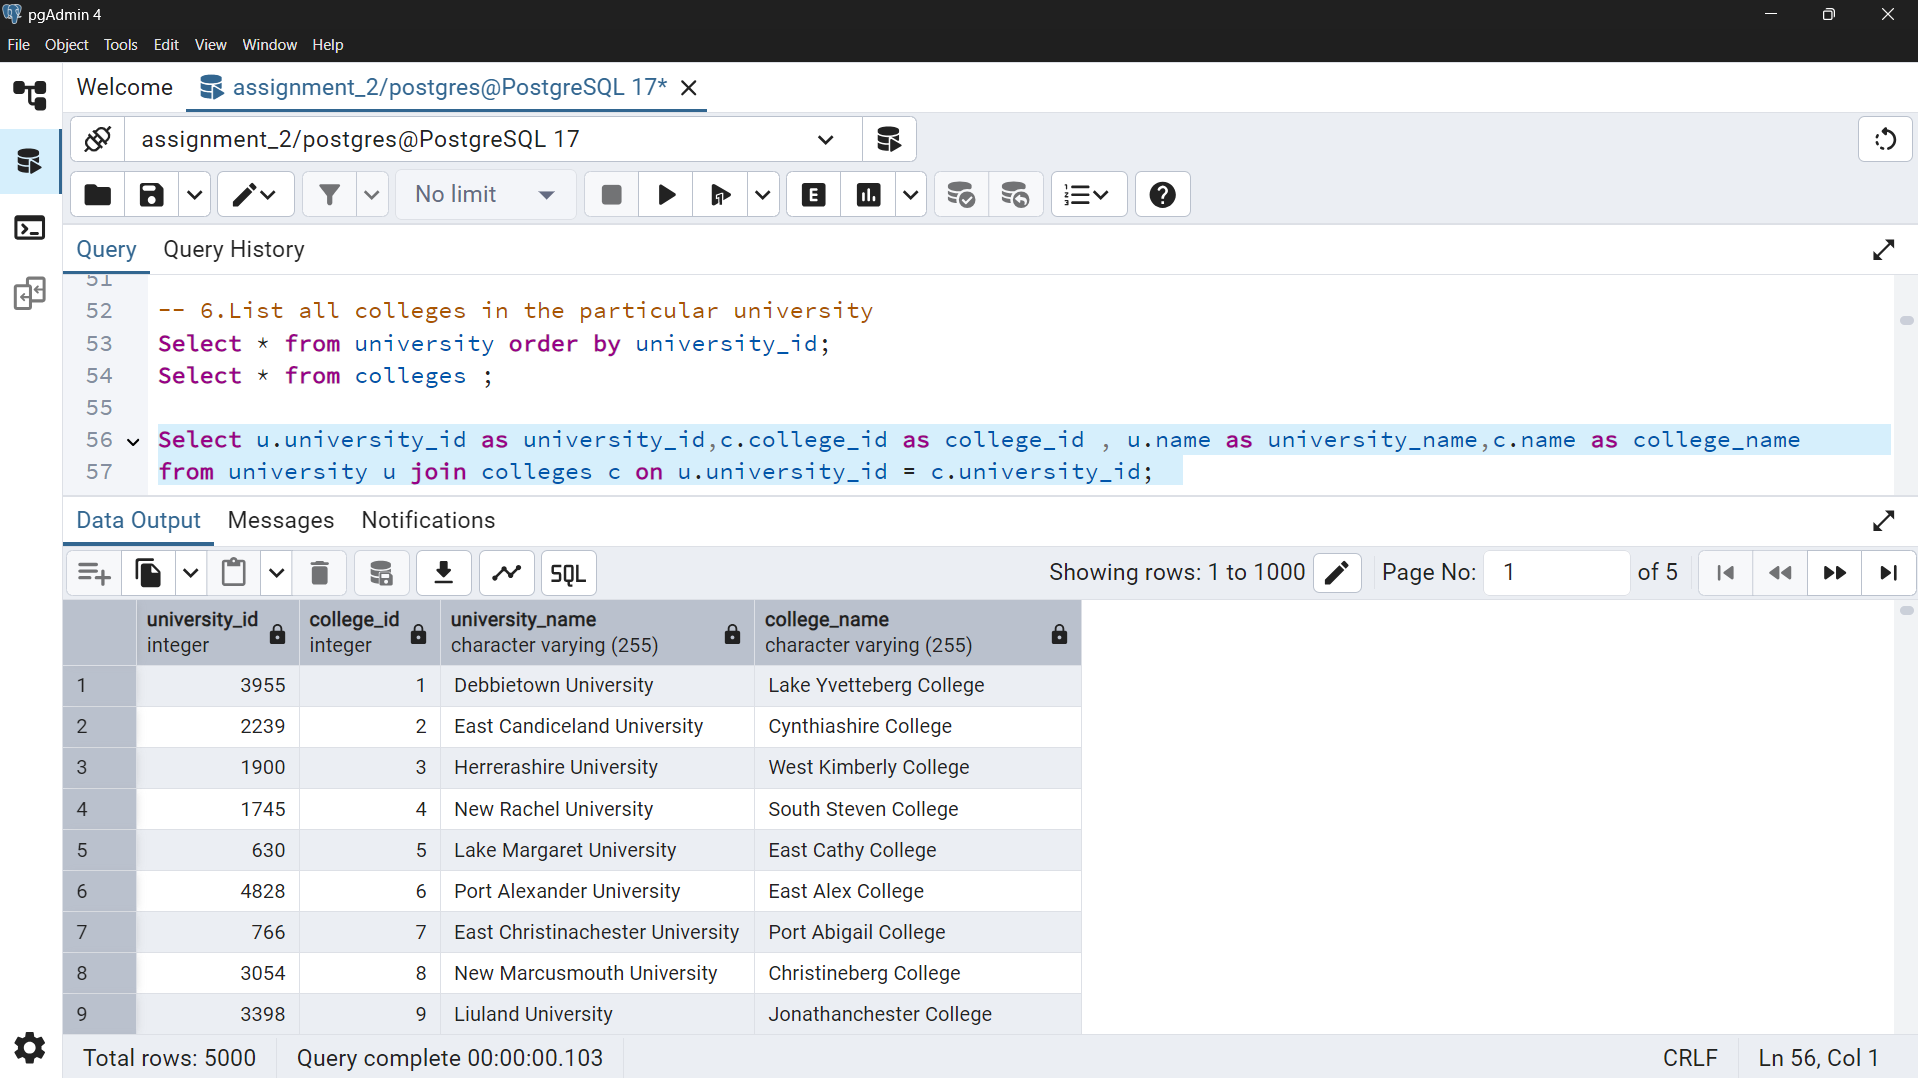 pgAdmin 4
File Object Tools Edit View Window Help
Welcome assignment_2/postgres@PostgreSQL 17*
assignment_2/postgres@PostgreSQL 17
No limit E
Query Query History
51
52 -- 6.List all colleges in the particular university
53 Select * from university order by university_id;
54 Select * from colleges ;
55
56 Select u.university_id as university_id,c.college_id as college_id , u.name as university_name,c.name as college_name
57 from university u join colleges c on u.university_id = c.university_id;
Data Output Messages Notifications
SQL Showing rows: 1 to 1000 Page No: 1 of 5
university_id college_id university_name college_name
integer integer character varying (255) character varying (255)
1 3955 1 Debbietown University Lake Yvetteberg College
2 2239 2 East Candiceland University Cynthiashire College
3 1900 3 Herrerashire University West Kimberly College
4 1745 4 New Rachel University South Steven College
5 630 5 Lake Margaret University East Cathy College
6 4828 6 Port Alexander University East Alex College
7 766 7 East Christinachester University Port Abigail College
8 3054 8 New Marcusmouth University Christineberg College
9 3398 9 Liuland University Jonathanchester College
Total rows: 5000 Query complete 00:00:00.103 CRLF Ln 56, Col 1